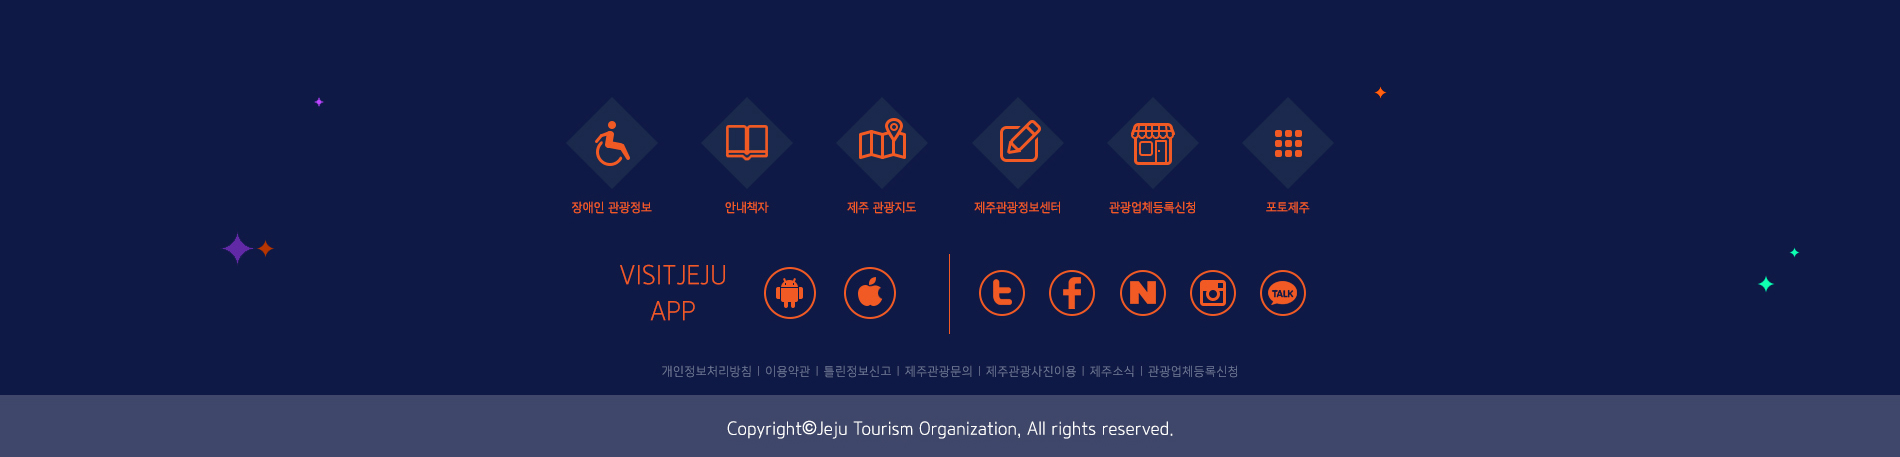 장애인 관광정보
안내책자
제주 관광지도
제주관광정보센터
관광업체등록신청
포토제주
VISITJEJU
APP
TALK
개인정보처리방침 | 이용약관 | 틀린정보신고 | 제주관광문의 | 제주관광사진이용 | 제주소식 | 관광업체등록신청
Copyright©Jeju Tourism Organization, All rights reserved.